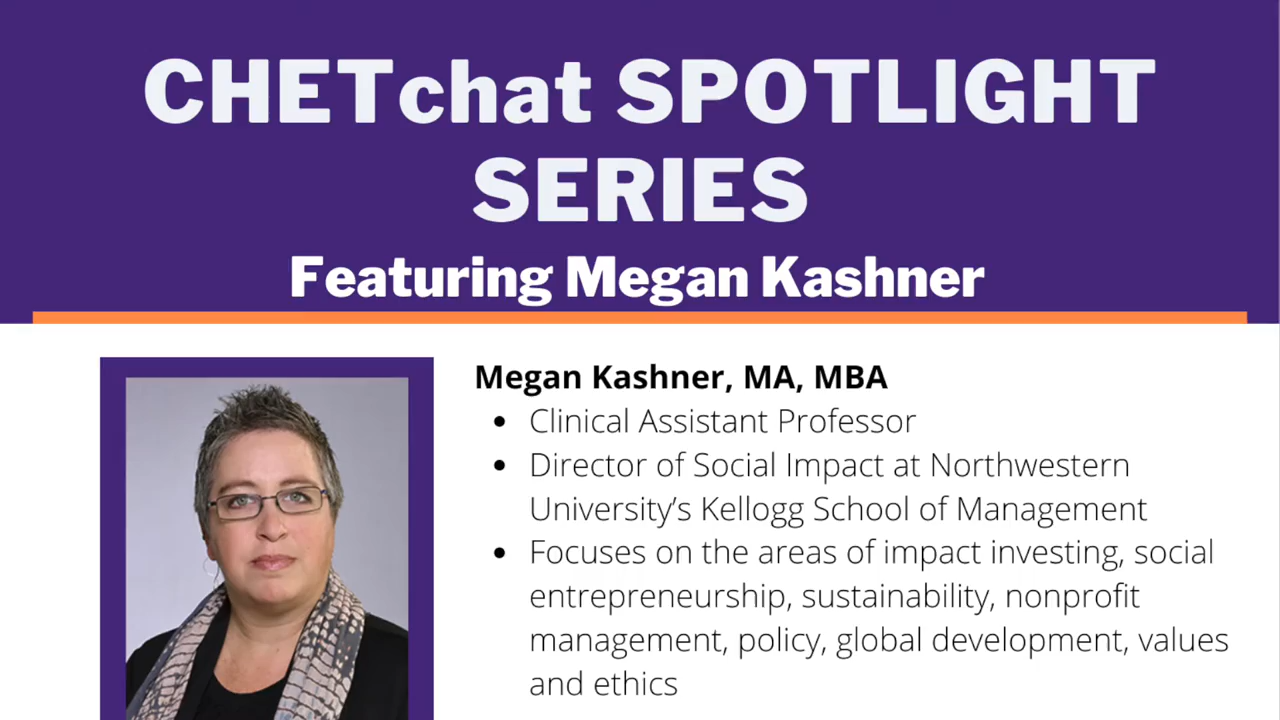 CHETchat SPOTLIGHT
SERIES
Featuring Megan Kashner
Megan Kashner, MA, MBA
• Clinical Assistant Professor
• Director of Social Impact at Northwestern
University’s Kellogg School of Management
• Focuses on the areas of impact investing, social
entrepreneurship, sustainability, nonprofit
management, policy, global development, values
and ethics